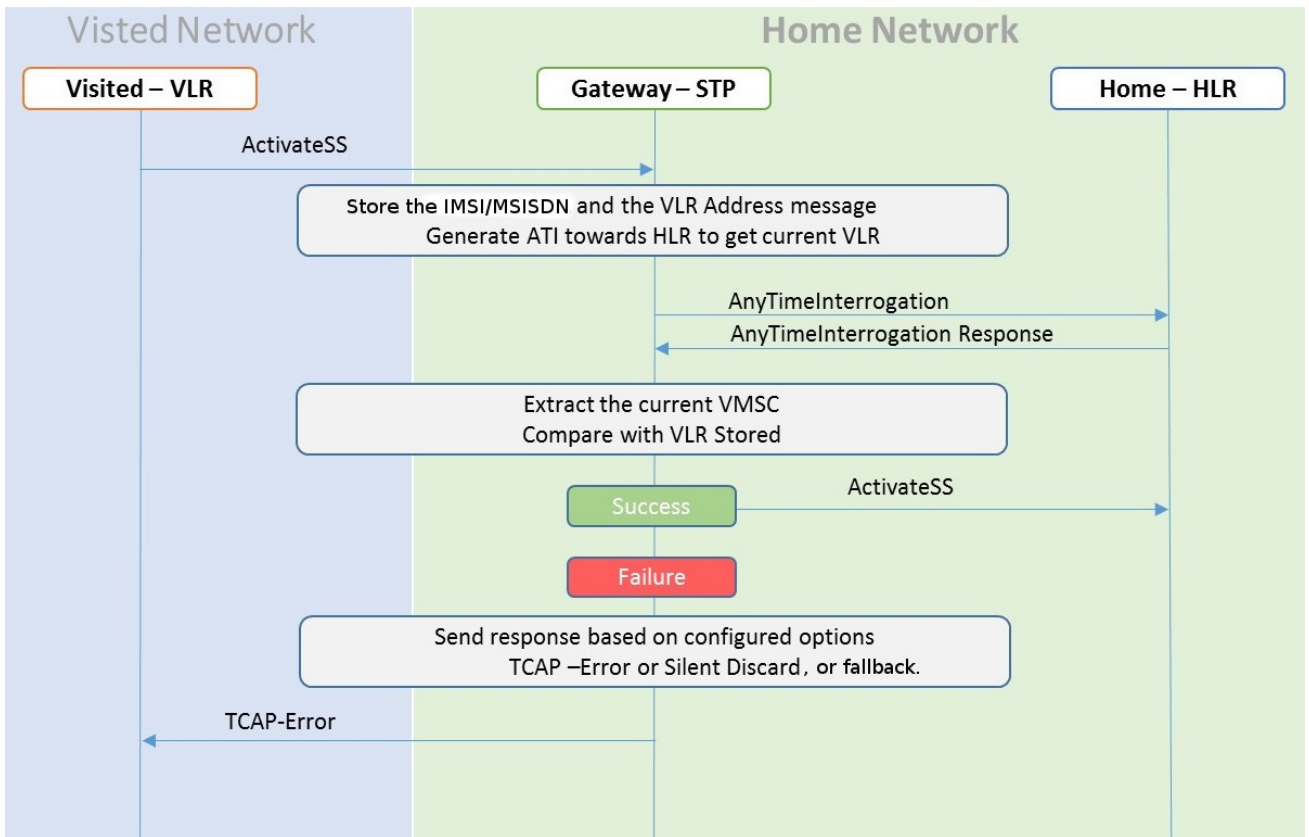 Visted Network
Home Network
Visited – VLR
Gateway – STP
Home – HLR
ActivateSS
Store the IMSI/MSISDN and the VLR Address message
Generate ATI towards HLR to get current VLR
AnyTimeInterrogation
AnyTimeInterrogation Response
Extract the current VMSC
Compare with VLR Stored
ActivateSS
Success
Failure
Send response based on configured options
TCAP –Error or Silent Discard, or fallback.
TCAP-Error